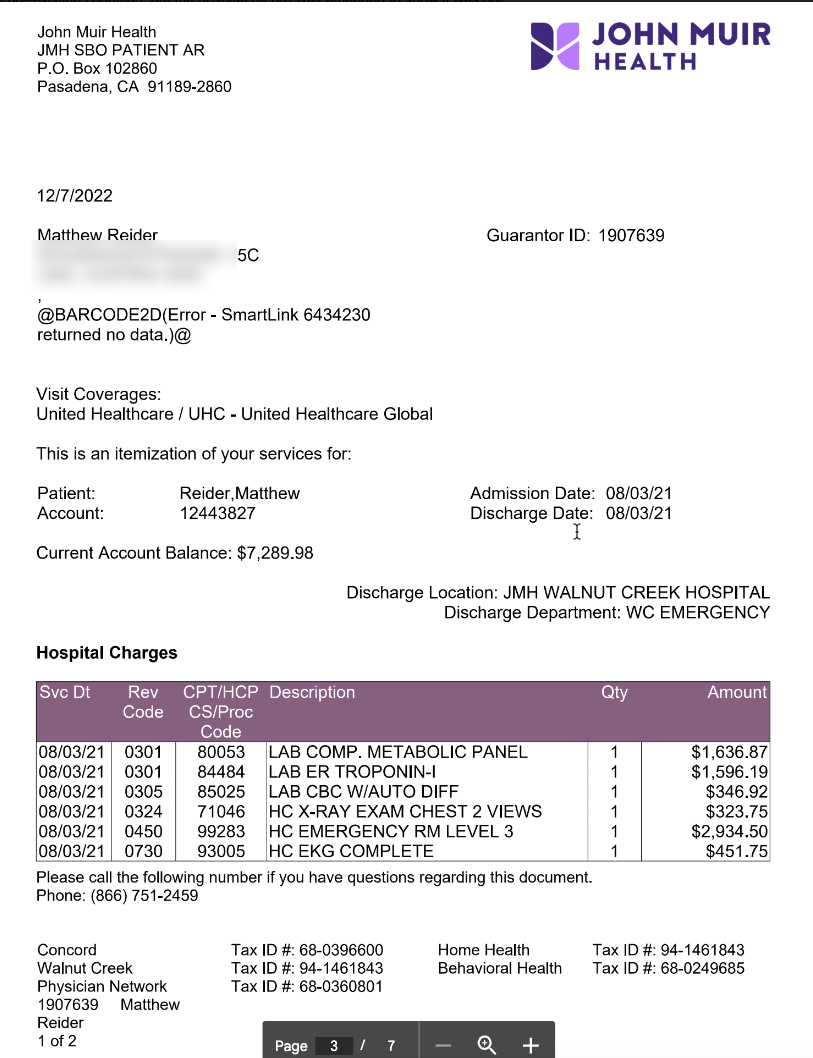 John Muir Health
JMH SBO PATIENT AR
P.O. Box 102860
Pasadena, CA 91189-2860
JOHN MUIR
HEALTH
12/7/2022
Matthew Reider
Guarantor ID: 1907639
5C
,
@BARCODE2D(Error - SmartLink 6434230
returned no data.)@
Visit Coverages:
United Healthcare / UHC - United Healthcare Global
This is an itemization of your services for:
Patient: Reider,Matthew Admission Date: 08/03/21
Account: 12443827 Discharge Date: 08/03/21
Current Account Balance: $7,289.98
Discharge Location: JMH WALNUT CREEK HOSPITAL
Discharge Department: WC EMERGENCY
Hospital Charges
Svc Dt Rev Code CPT/HCP CS/Proc Code Description Qty Amount
08/03/21 0301 80053 LAB COMP. METABOLIC PANEL 1 $1,636.87
08/03/21 0301 84484 LAB ER TROPONIN-I 1 $1,596.19
08/03/21 0305 85025 LAB CBC W/AUTO DIFF 1 $346.92
08/03/21 0324 71046 HC X-RAY EXAM CHEST 2 VIEWS 1 $323.75
08/03/21 0450 99283 HC EMERGENCY RM LEVEL 3 1 $2,934.50
08/03/21 0730 93005 HC EKG COMPLETE 1 $451.75
Please call the following number if you have questions regarding this document.
Phone: (866) 751-2459
Concord Tax ID #: 68-0396600 Home Health Tax ID #: 94-1461843
Walnut Creek Tax ID #: 94-1461843 Behavioral Health Tax ID #: 68-0249685
Physician Network Tax ID #: 68-0360801
1907639 Matthew
Reider
1 of 2
Page 3 / 7